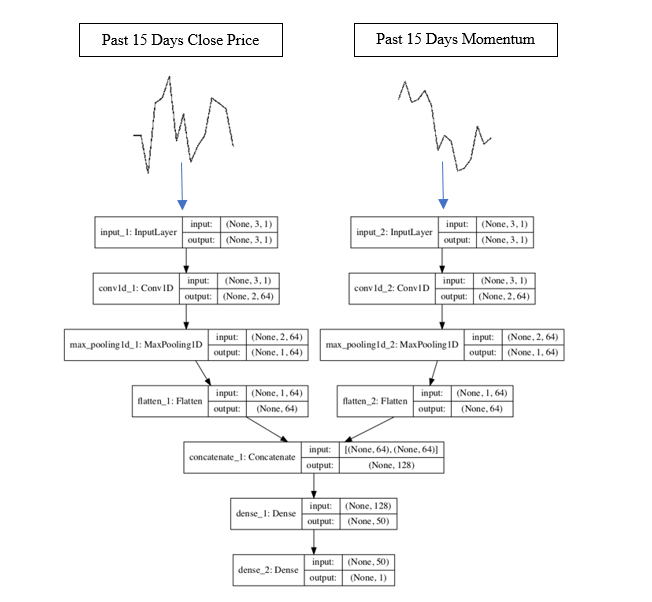 Past 15 Days Close Price
Past 15 Days Momentum
input_1: InputLayer
input: (None, 3, 1)
output: (None, 3, 1)
input_2: InputLayer
input: (None, 3, 1)
output: (None, 3, 1)
conv1d_1: Conv1D
input: (None, 3, 1)
output: (None, 2, 64)
conv1d_2: Conv1D
input: (None, 3, 1)
output: (None, 2, 64)
max_pooling1d_1: MaxPooling1D
input: (None, 2, 64)
output: (None, 1, 64)
max_pooling1d_2: MaxPooling1D
input: (None, 2, 64)
output: (None, 1, 64)
flatten_1: Flatten
input: (None, 1, 64)
output: (None, 64)
flatten_2: Flatten
input: (None, 1, 64)
output: (None, 64)
concatenate_1: Concatenate
input: [(None, 64), (None, 64)]
output: (None, 128)
dense_1: Dense
input: (None, 128)
output: (None, 50)
dense_2: Dense
input: (None, 50)
output: (None, 1)